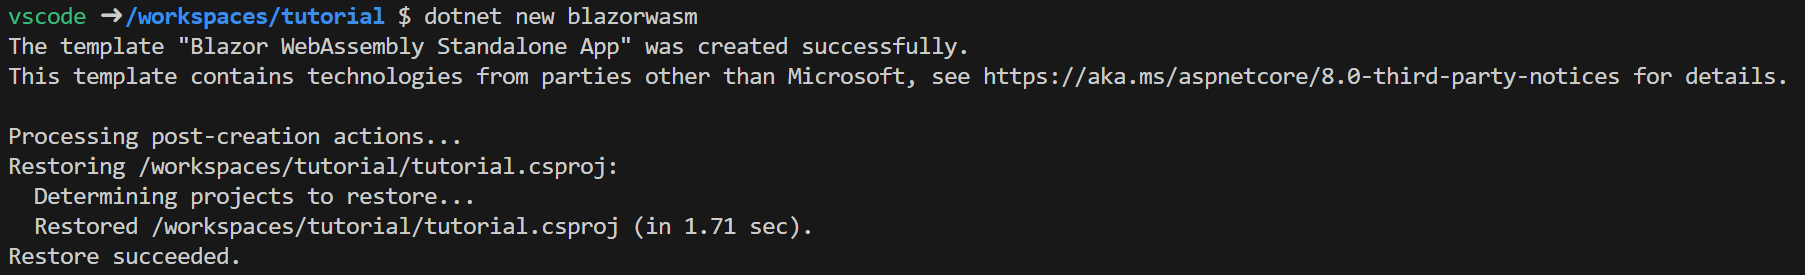 vscode ➜/workspaces/tutorial $ dotnet new blazorwasm
The template "Blazor WebAssembly Standalone App" was created successfully.
This template contains technologies from parties other than Microsoft, see https://aka.ms/aspnetcore/8.0-third-party-notices for details.

Processing post-creation actions...
Restoring /workspaces/tutorial/tutorial.csproj:
  Determining projects to restore...
  Restored /workspaces/tutorial/tutorial.csproj (in 1.71 sec).
Restore succeeded.